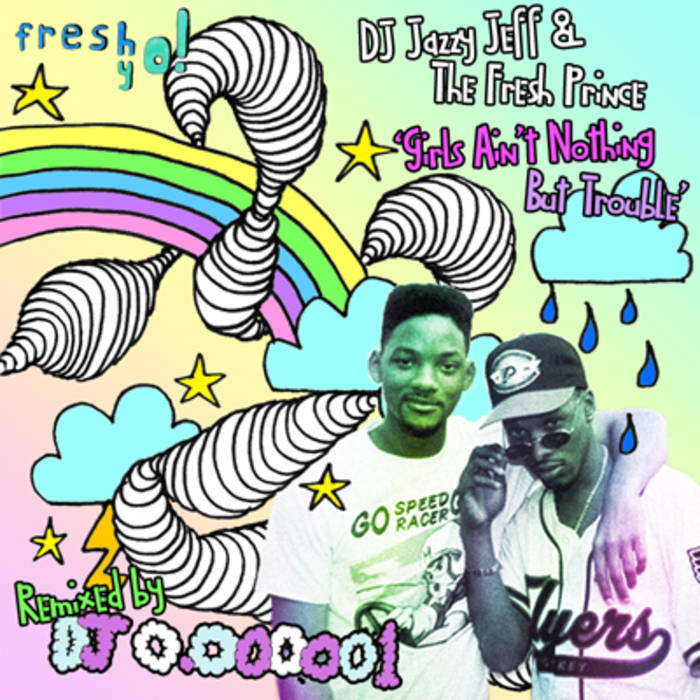 fresh
yo!
DJ Jazzy Jeff &
The Fresh Prince
'Girls Ain't Nothing
But Trouble'
P
GO SPEED
RACER
lyers
Remixed by
DJ 0.000001